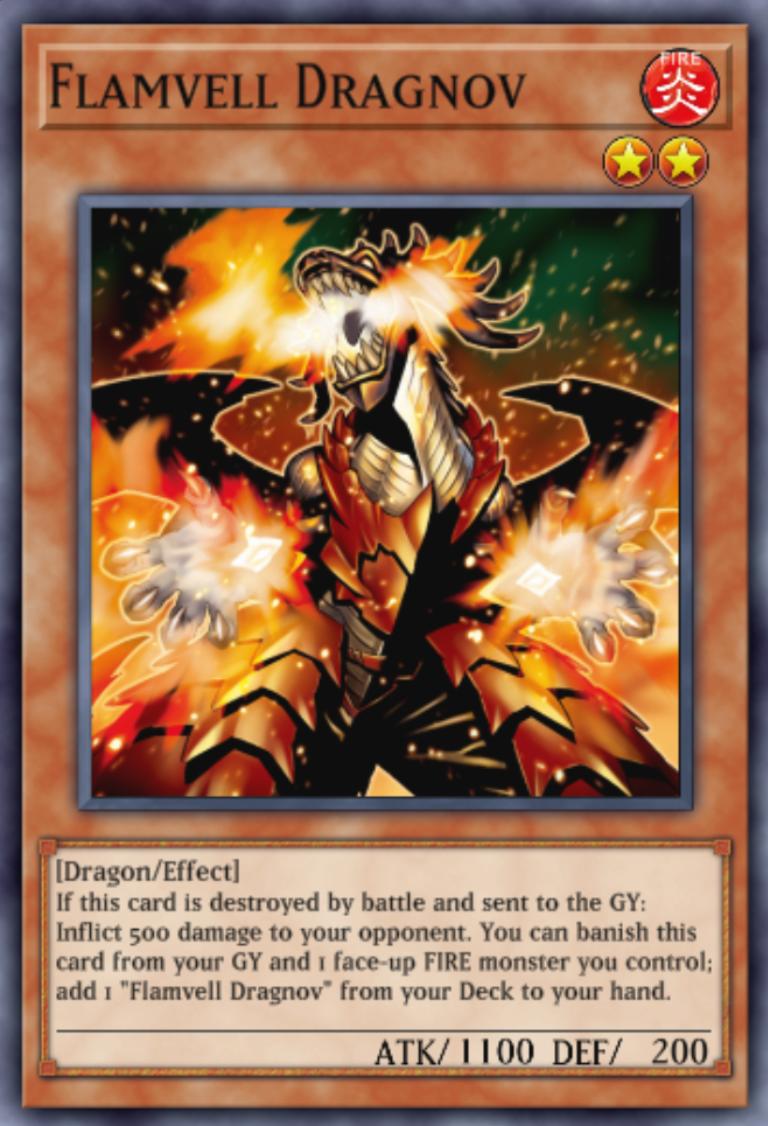 FLAMVELL DRAGNOV
FIRE
炎
[Dragon/Effect]
If this card is destroyed by battle and sent to the GY:
Inflict 500 damage to your opponent. You can banish this
card from your GY and 1 face-up FIRE monster you control;
add 1 "Flamvell Dragnov" from your Deck to your hand.
ATK/ 1100 DEF/ 200